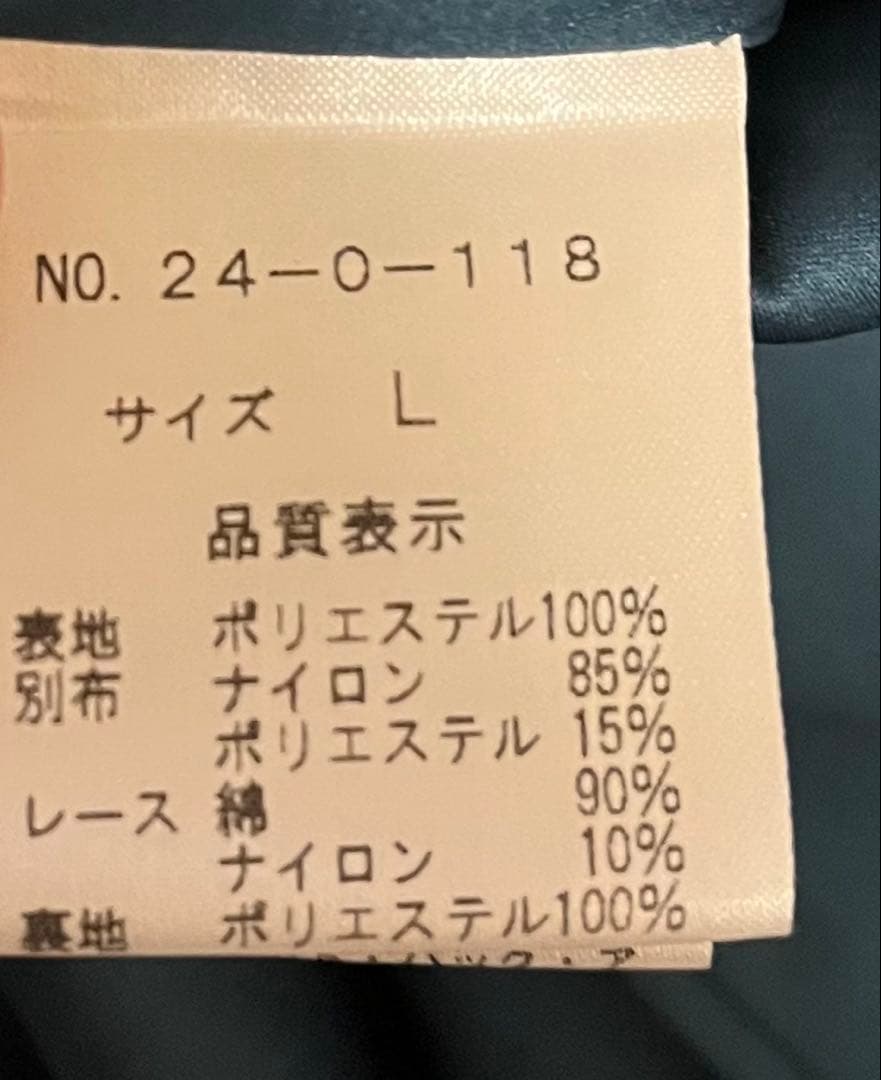 NO. 24-0-118
サイズ L
品質表示
表地 ポリエステル100%
別布 ナイロン 85%
ポリエステル 15%
レース 綿 90%
ナイロン 10%
裏地 ポリエステル100%